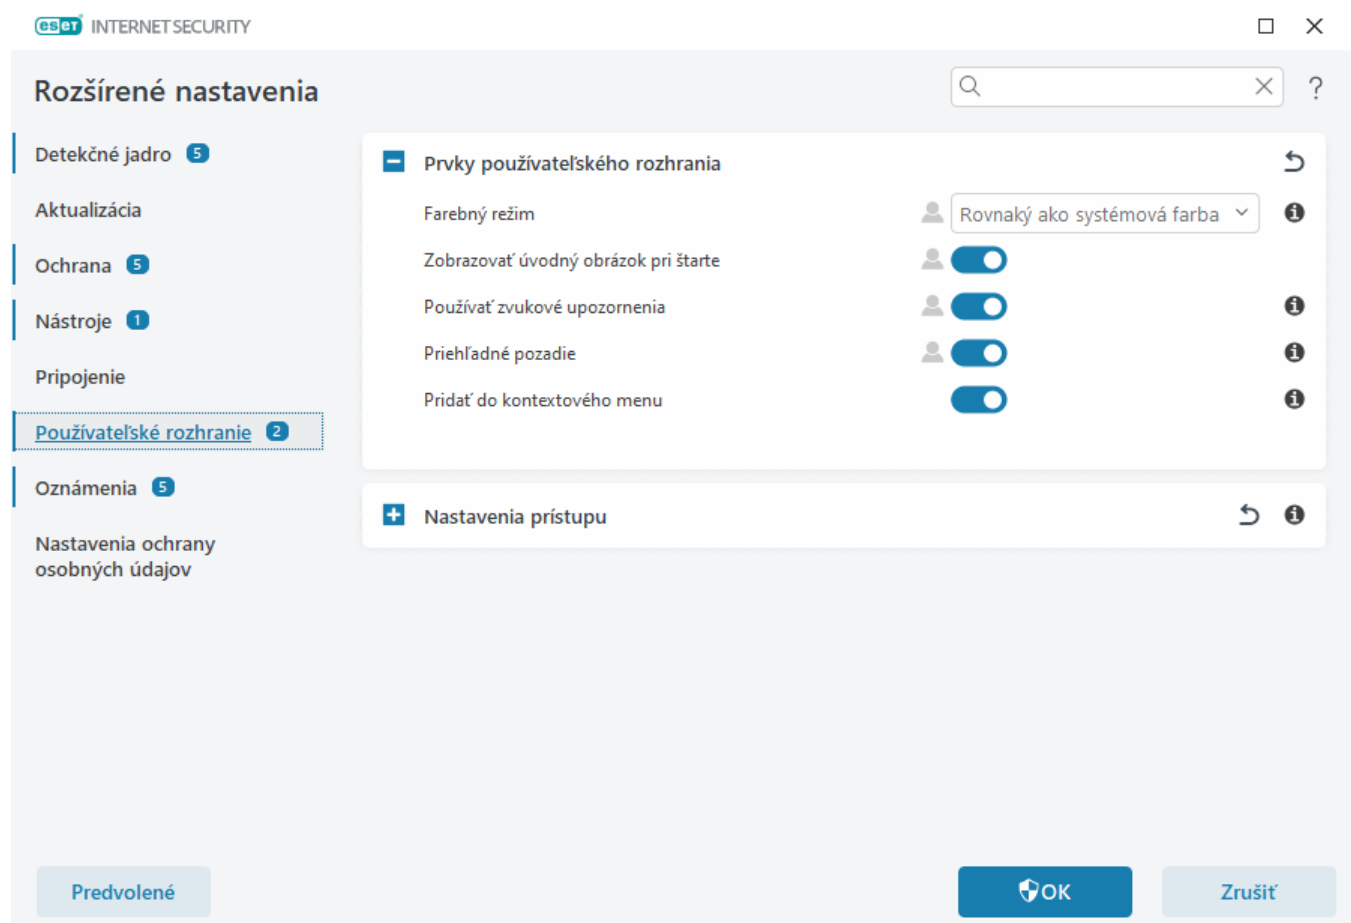 eset INTERNET SECURITY
Rozšírené nastavenia
?
Detekčné jadro 5
Aktualizácia
Ochrana 5
Nástroje 1
Pripojenie
Používateľské rozhranie 2
Oznámenia 5
Nastavenia ochrany
osobných údajov
Prvky používateľského rozhrania
Farebný režim Rovnaký ako systémová farba
Zobrazovať úvodný obrázok pri štarte
Používať zvukové upozornenia
Priehľadné pozadie
Pridať do kontextového menu
Nastavenia prístupu
Predvolené
OK
Zrušiť